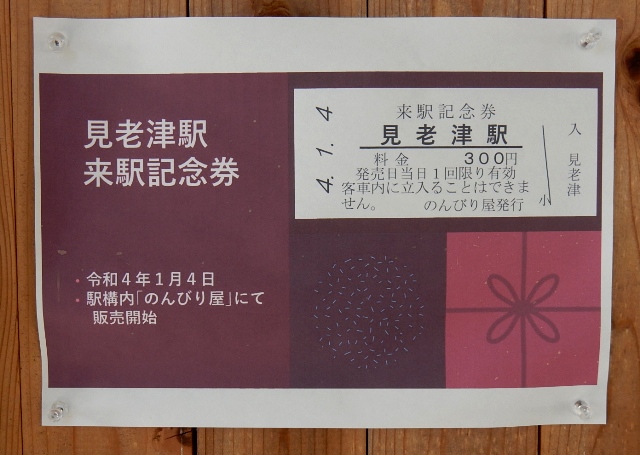 見老津駅
来駅記念券
・令和4年1月4日
・駅構内「のんびり屋」にて
販売開始
4. 1. 4
来駅記念券
見老津駅
料金 300円
発売日当日1回限り有効
客車内に立入ることはできま
せん。 のんびり屋発行
小
入 見老津